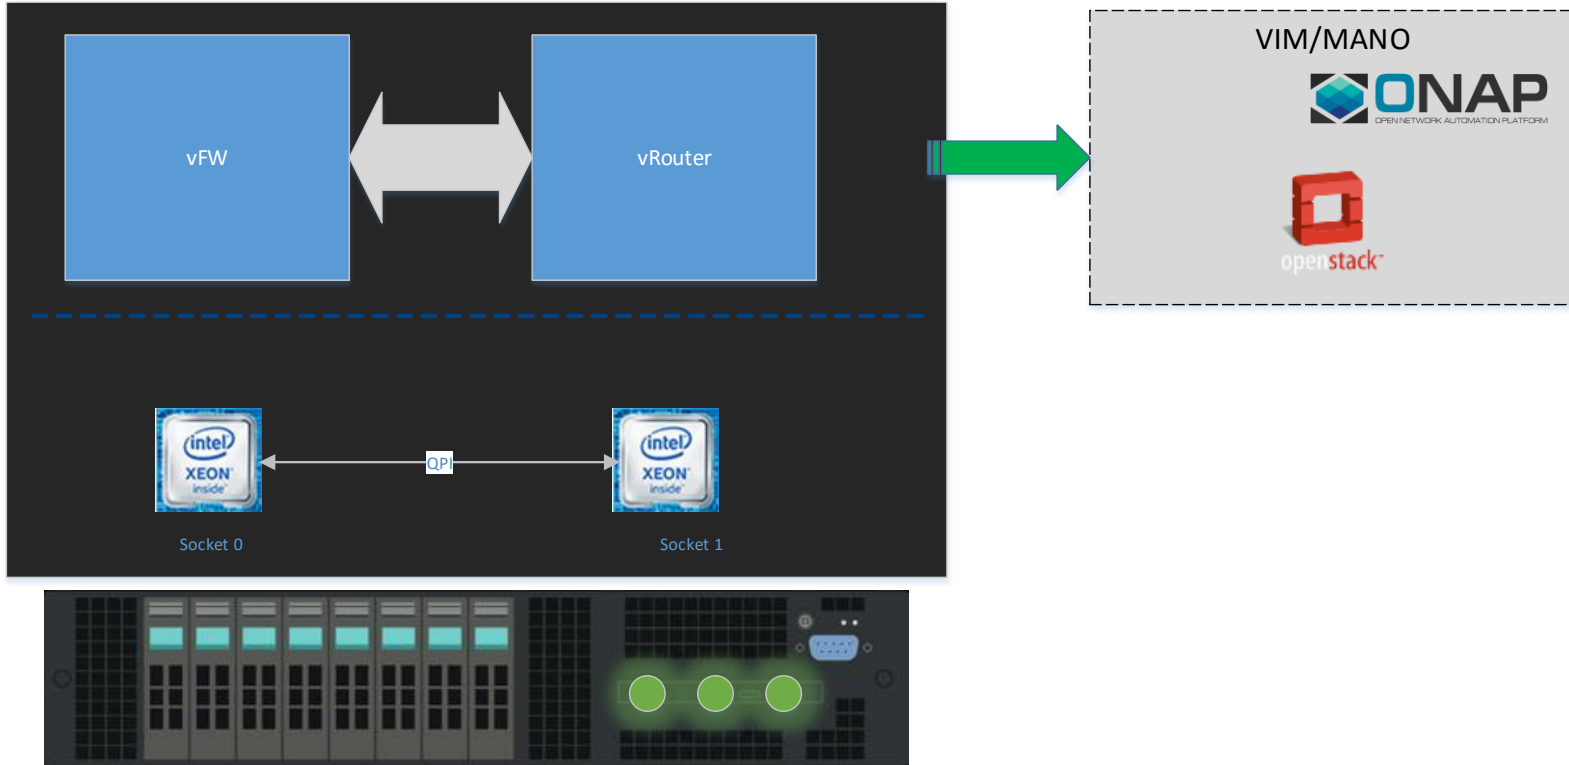 VIM/MANO
ONAP
OPEN NETWORK AUTOMATION PLATFORM
vFW
vRouter
openstack™
intel
XEON
inside
QPI
intel
XEON
inside
Socket 0
Socket 1